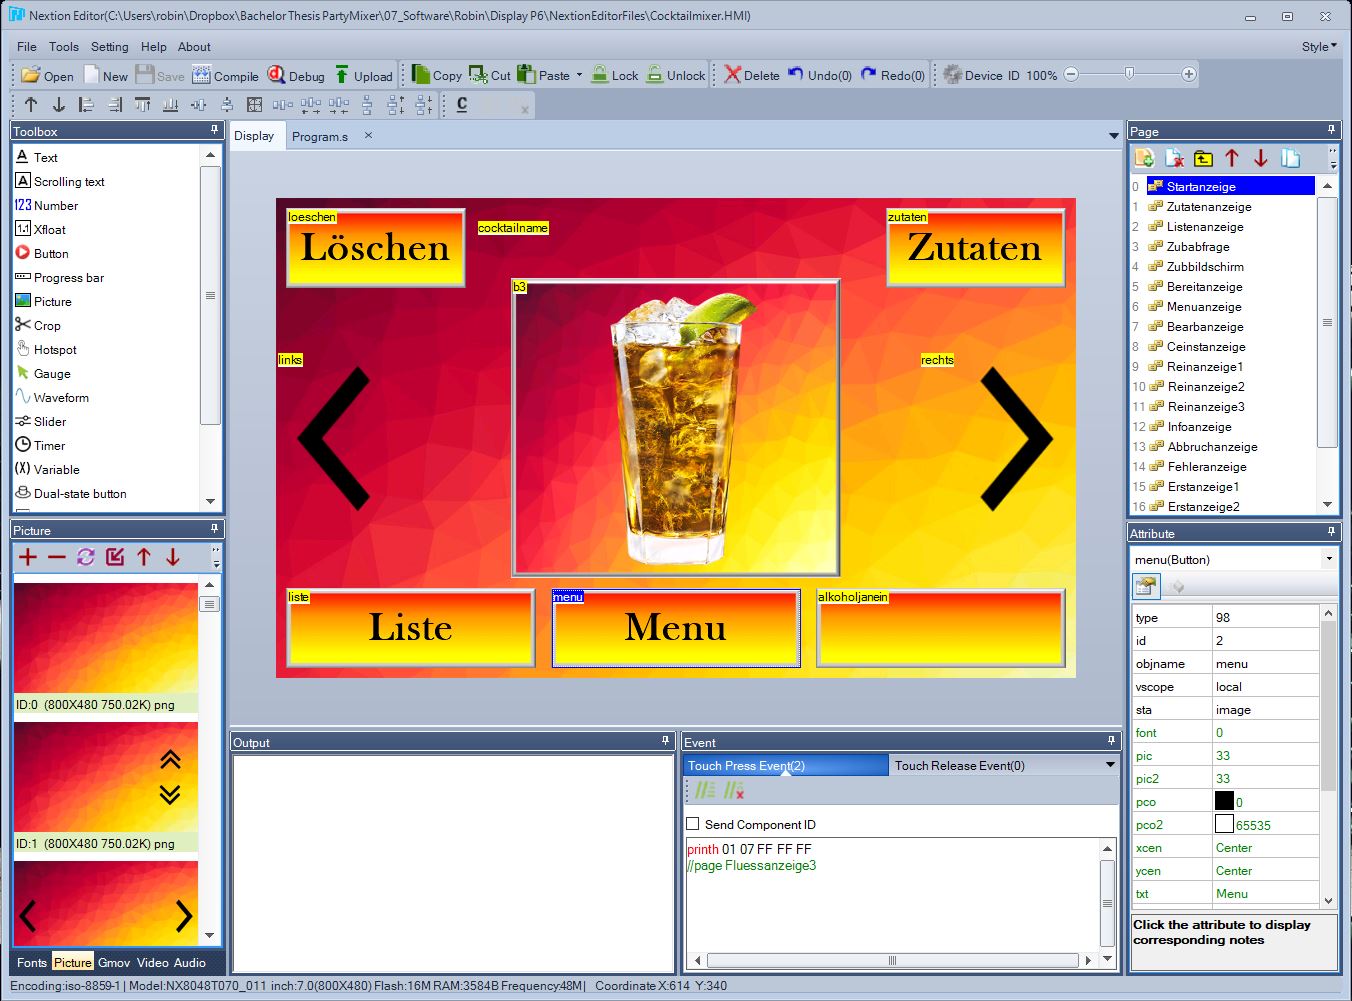 Nextion Editor(C:\Users\robin\Dropbox\Bachelor Thesis PartyMixer\07_Software\Robin\Display P6\NextionEditorFiles\Cocktailmixer.HMI)
File Tools Setting Help About Style
Open New Save Compile Debug Upload Copy Cut Paste Lock Unlock Delete Undo(0) Redo(0) Device ID 100%
Toolbox
A Text
A Scrolling text
123 Number
1.1 Xfloat
Button
Progress bar
Picture
Crop
Hotspot
Gauge
Waveform
Slider
Timer
(X) Variable
Dual-state button
Picture
ID:0 (800X480 750.02K) png
ID:1 (800X480 750.02K) png
Fonts Picture Gmov Video Audio
Display Program.s
loeschen
Löschen
cocktailname
zutaten
Zutaten
b3
links
rechts
liste
Liste
menu
Menu
alkoholjanein
Output
Event
Touch Press Event(2) Touch Release Event(0)
Send Component ID
printh 01 07 FF FF FF
//page Fluessanzeige3
Page
0 Startanzeige
1 Zutatenanzeige
2 Listenanzeige
3 Zubabfrage
4 Zubbildschirm
5 Bereitanzeige
6 Menuanzeige
7 Bearbanzeige
8 Ceinstanzeige
9 Reinanzeige1
10 Reinanzeige2
11 Reinanzeige3
12 Infoanzeige
13 Abbruchanzeige
14 Fehleranzeige
15 Erstanzeige1
16 Erstanzeige2
Attribute
menu(Button)
type 98
id 2
objname menu
vscope local
sta image
font 0
pic 33
pic2 33
pco 0
pco2 65535
xcen Center
ycen Center
txt Menu
Click the attribute to display
corresponding notes
Encoding:iso-8859-1| Model:NX8048T070_011 inch:7.0(800X480) Flash:16M RAM:3584B Frequency:48M| Coordinate X:614 Y:340